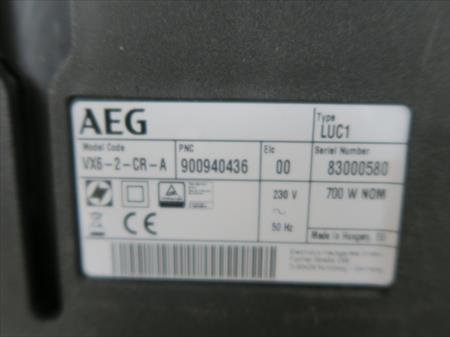 AEG
Type
LUC1
Model Code
PNC
Elc
Serial Number
VX6-2-CR-A
900940436
00
83000580
230 V
700 W NOM
50 Hz
Made in Hungary, EU